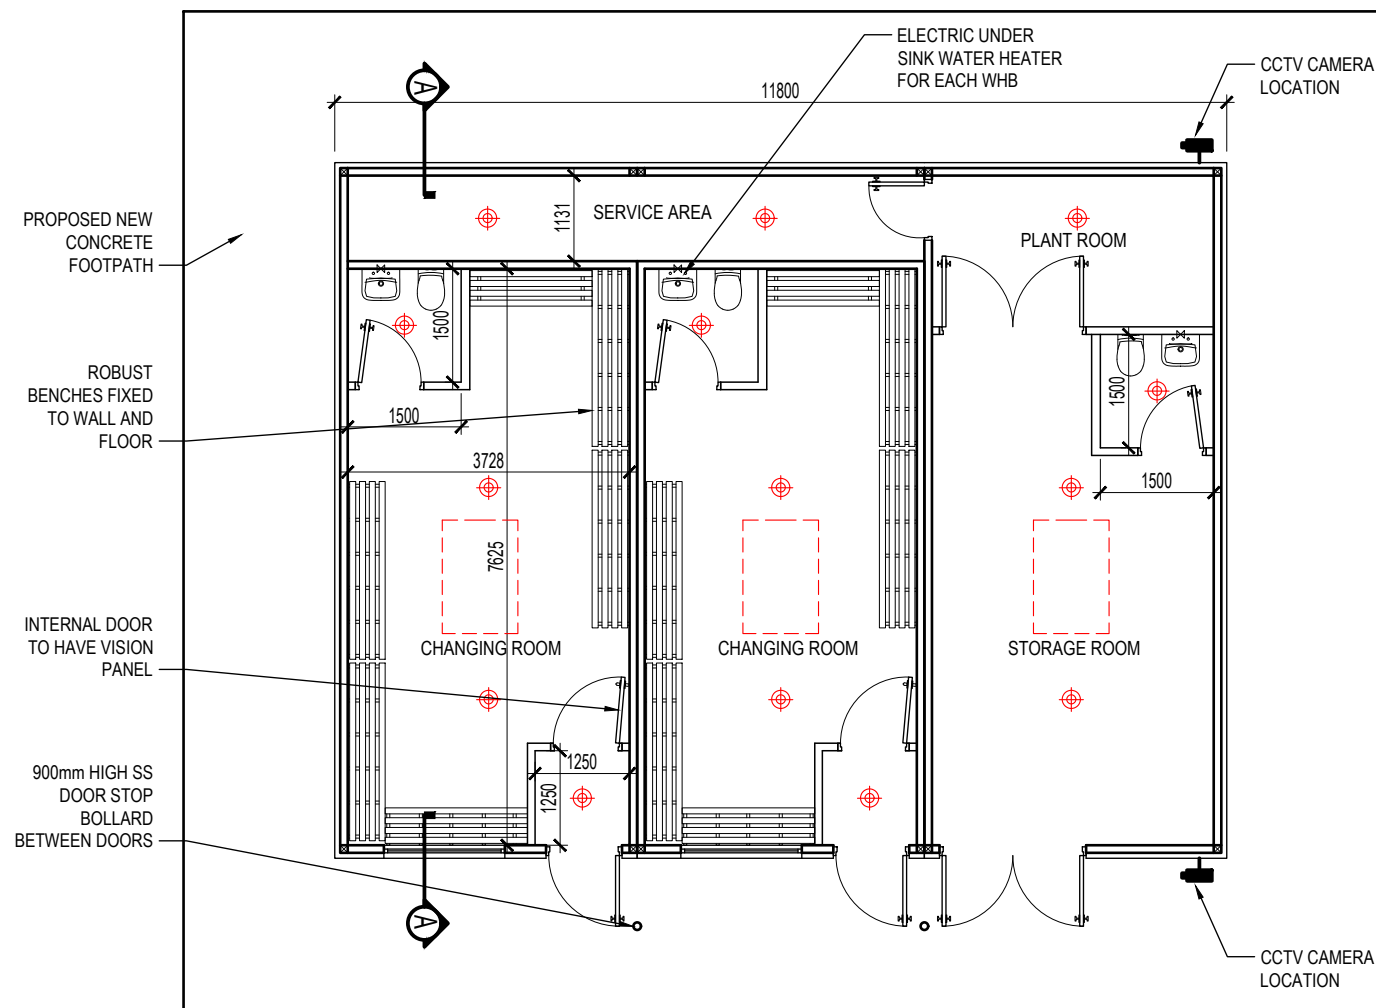 ELECTRIC UNDER
SINK WATER HEATER
FOR EACH WHB
CCTV CAMERA
LOCATION
A
11800
PROPOSED NEW
CONCRETE
FOOTPATH
1131
SERVICE AREA
PLANT ROOM
1500
1500
ROBUST
BENCHES FIXED
TO WALL AND
FLOOR
1500
3728
1500
7625
INTERNAL DOOR
TO HAVE VISION
PANEL
CHANGING ROOM
CHANGING ROOM
STORAGE ROOM
1250
1250
900mm HIGH SS
DOOR STOP
BOLLARD
BETWEEN DOORS
A
CCTV CAMERA
LOCATION